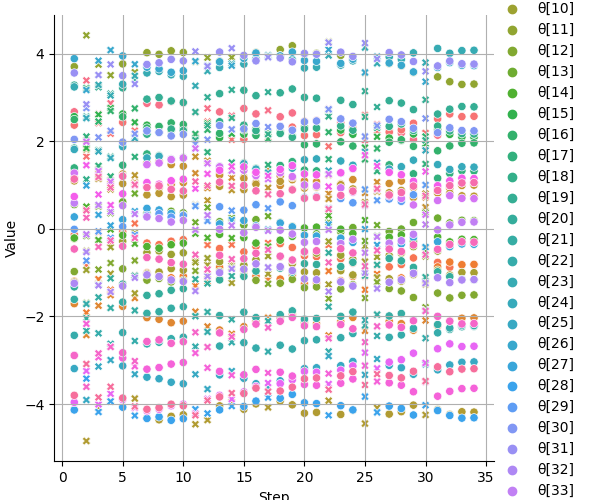 Value
4
2
0
−2
−4
0 5 10 15 20 25 30 35
Step
θ[10]
θ[11]
θ[12]
θ[13]
θ[14]
θ[15]
θ[16]
θ[17]
θ[18]
θ[19]
θ[20]
θ[21]
θ[22]
θ[23]
θ[24]
θ[25]
θ[26]
θ[27]
θ[28]
θ[29]
θ[30]
θ[31]
θ[32]
θ[33]